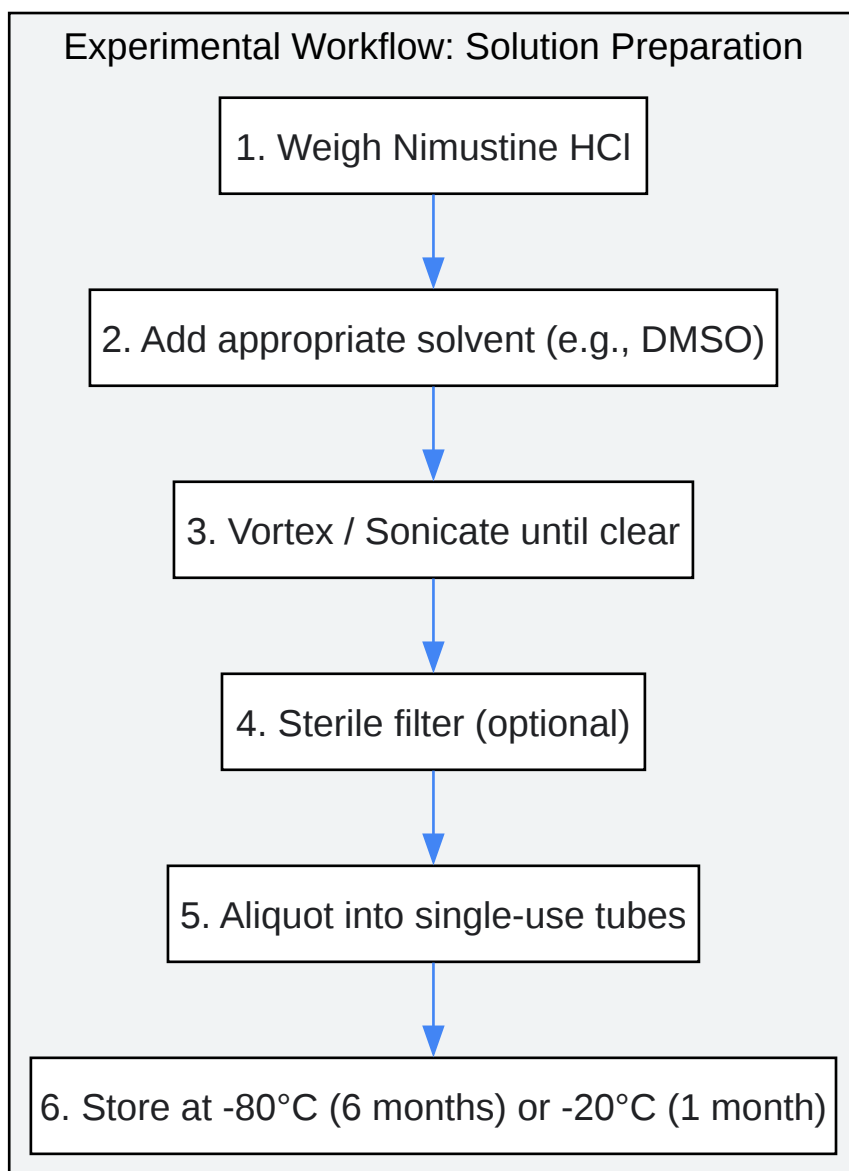 Experimental Workflow: Solution Preparation
1. Weigh Nimustine HCl
2. Add appropriate solvent (e.g., DMSO)
3. Vortex / Sonicate until clear
4. Sterile filter (optional)
5. Aliquot into single-use tubes
6. Store at -80°C (6 months) or -20°C (1 month)